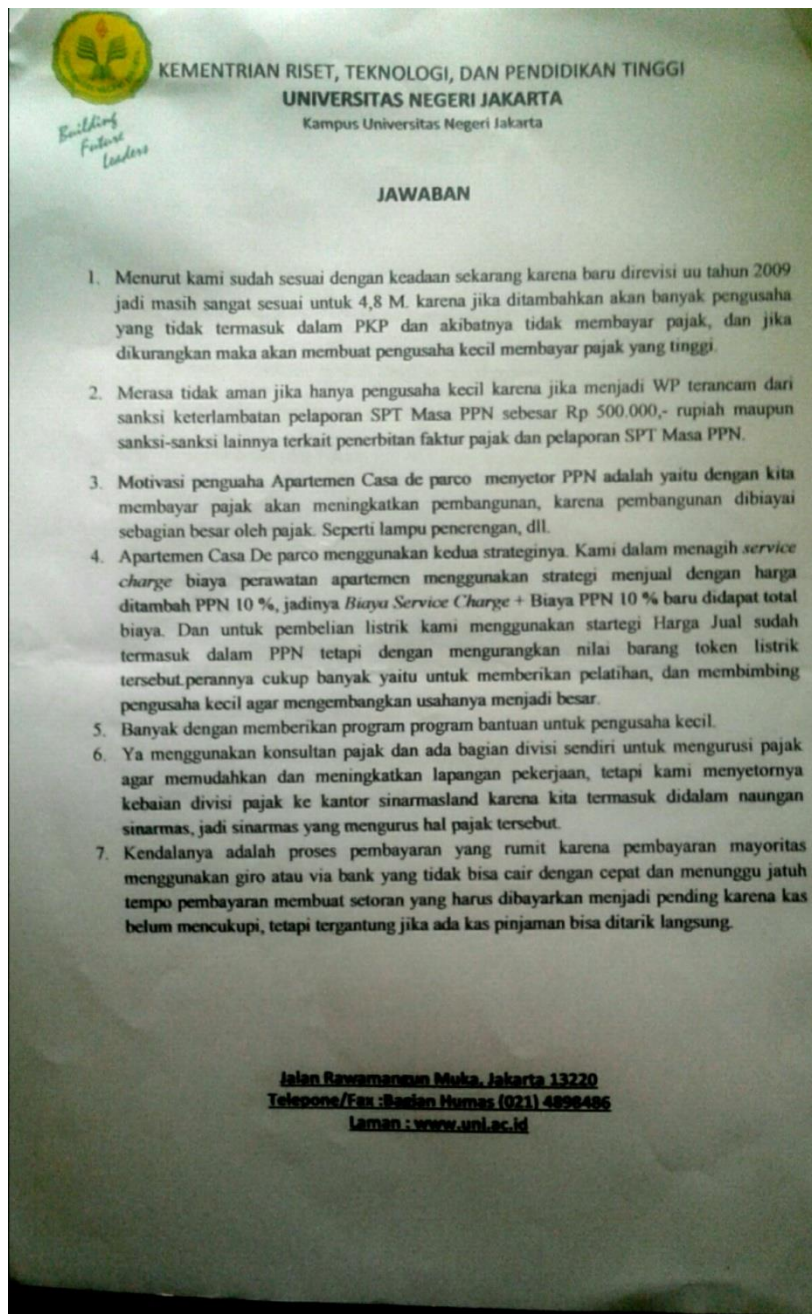 KEMENTRIAN RISET, TEKNOLOGI, DAN PENDIDIKAN TINGGI
UNIVERSITAS NEGERI JAKARTA
Kampus Universitas Negeri Jakarta
Building
Future
Leaders
JAWABAN
1. Menurut kami sudah sesuai dengan keadaan sekarang karena baru direvisi uu tahun 2009
jadi masih sangat sesuai untuk 4,8 M. karena jika ditambahkan akan banyak pengusaha
yang tidak termasuk dalam PKP dan akibatnya tidak membayar pajak, dan jika
dikurangkan maka akan membuat pengusaha kecil membayar pajak yang tinggi.
2. Merasa tidak aman jika hanya pengusaha kecil karena jika menjadi WP terancam dari
sanksi keterlambatan pelaporan SPT Masa PPN sebesar Rp 500.000,- rupiah maupun
sanksi-sanksi lainnya terkait penerbitan faktur pajak dan pelaporan SPT Masa PPN.
3. Motivasi penguaha Apartemen Casa de parco menyetor PPN adalah yaitu dengan kita
membayar pajak akan meningkatkan pembangunan, karena pembangunan dibiayai
sebagian besar oleh pajak. Seperti lampu penerengan, dll.
4. Apartemen Casa De parco menggunakan kedua strateginya. Kami dalam menagih service
charge biaya perawatan apartemen menggunakan strategi menjual dengan harga
ditambah PPN 10 %, jadinya Biaya Service Charge + Biaya PPN 10 % baru didapat total
biaya. Dan untuk pembelian listrik kami menggunakan startegi Harga Jual sudah
termasuk dalam PPN tetapi dengan mengurangkan nilai barang token listrik
tersebut.perannya cukup banyak yaitu untuk memberikan pelatihan, dan membimbing
pengusaha kecil agar mengembangkan usahanya menjadi besar.
5. Banyak dengan memberikan program program bantuan untuk pengusaha kecil.
6. Ya menggunakan konsultan pajak dan ada bagian divisi sendiri untuk mengurusi pajak
agar memudahkan dan meningkatkan lapangan pekerjaan, tetapi kami menyetornya
kebaian divisi pajak ke kantor sinarmasland karena kita termasuk didalam naungan
sinarmas, jadi sinarmas yang mengurus hal pajak tersebut.
7. Kendalanya adalah proses pembayaran yang rumit karena pembayaran mayoritas
menggunakan giro atau via bank yang tidak bisa cair dengan cepat dan menunggu jatuh
tempo pembayaran membuat setoran yang harus dibayarkan menjadi pending karena kas
belum mencukupi, tetapi tergantung jika ada kas pinjaman bisa ditarik langsung.
Jalan Rawamangun Muka, Jakarta 13220
Telepone/Fax :Bagian Humas (021) 4898486
Laman : www.unj.ac.id